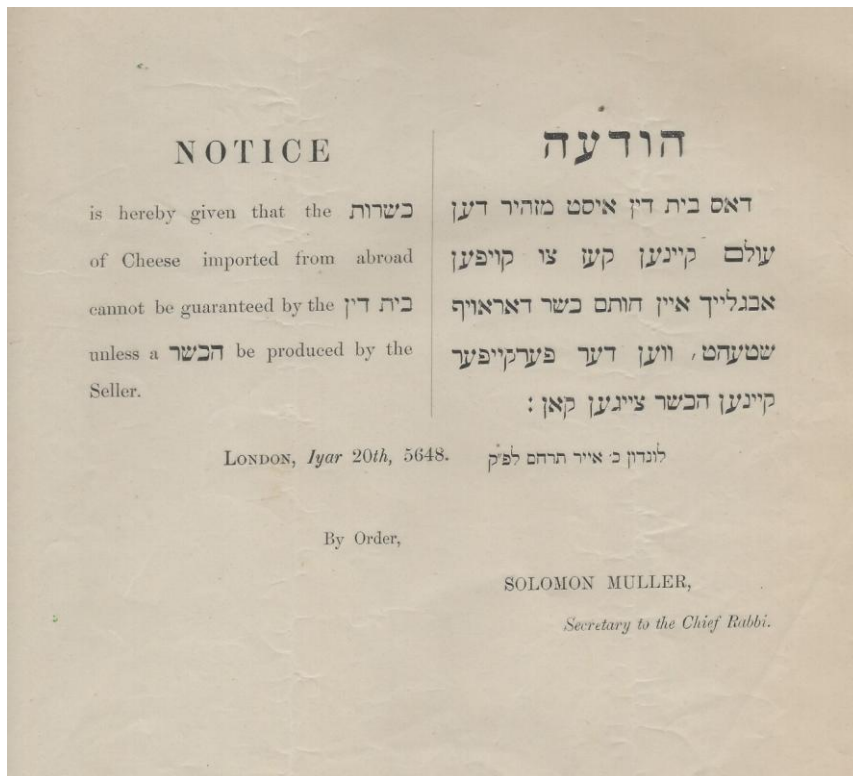 NOTICE
is hereby given that the כשרות
of Cheese imported from abroad
cannot be guaranteed by the בית דין
unless a הכשר be produced by the
Seller.
הודעה
דאס בית דין איסט מזהיר דען
עולם קיינען קעז צו קויפען
אבגלייך איין חותם כשר דאראויף
שטעהט, ווען דער פערקייפער
קיינען הכשר צייגען קאן:
LONDON, Iyar 20th, 5648.
לונדון כ׳ אייר תרחם לפ״ק
By Order,
SOLOMON MULLER,
Secretary to the Chief Rabbi.